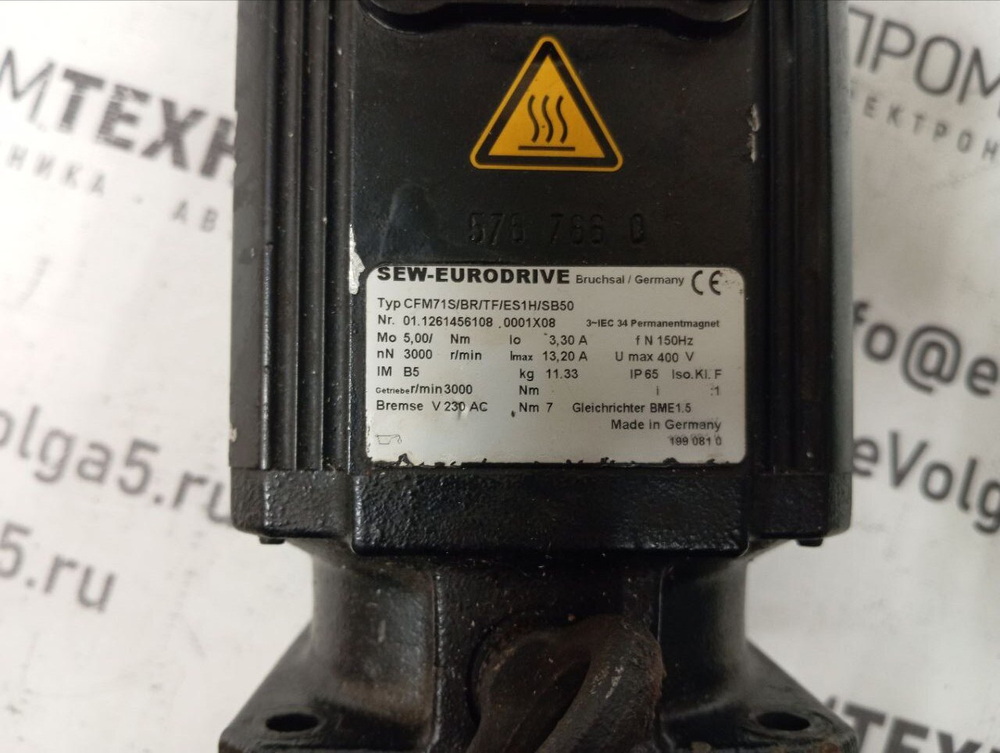 ПРОМ
МТЕХН
ЕКТРОН
НИКА - АВ
576 766 0
SEW-EURODRIVE Bruchsal / Germany CE
Typ CFM71S/BR/TF/ES1H/SB50
Nr. 01.1261456108 .0001X08 3~IEC 34 Permanentmagnet
Mo 5,00/ Nm Io 3,30 A f N 150Hz
nN 3000 r/min Imax 13,20 A U max 400 V
IM B5 kg 11.33 IP 65 Iso.Kl. F
Getriebe r/min 3000 Nm i :1
Bremse V 230 AC Nm 7 Gleichrichter BME1.5
Made in Germany
199 081 0
fo@e
olga5.ru
eVolg
5.ru
МТЕХН